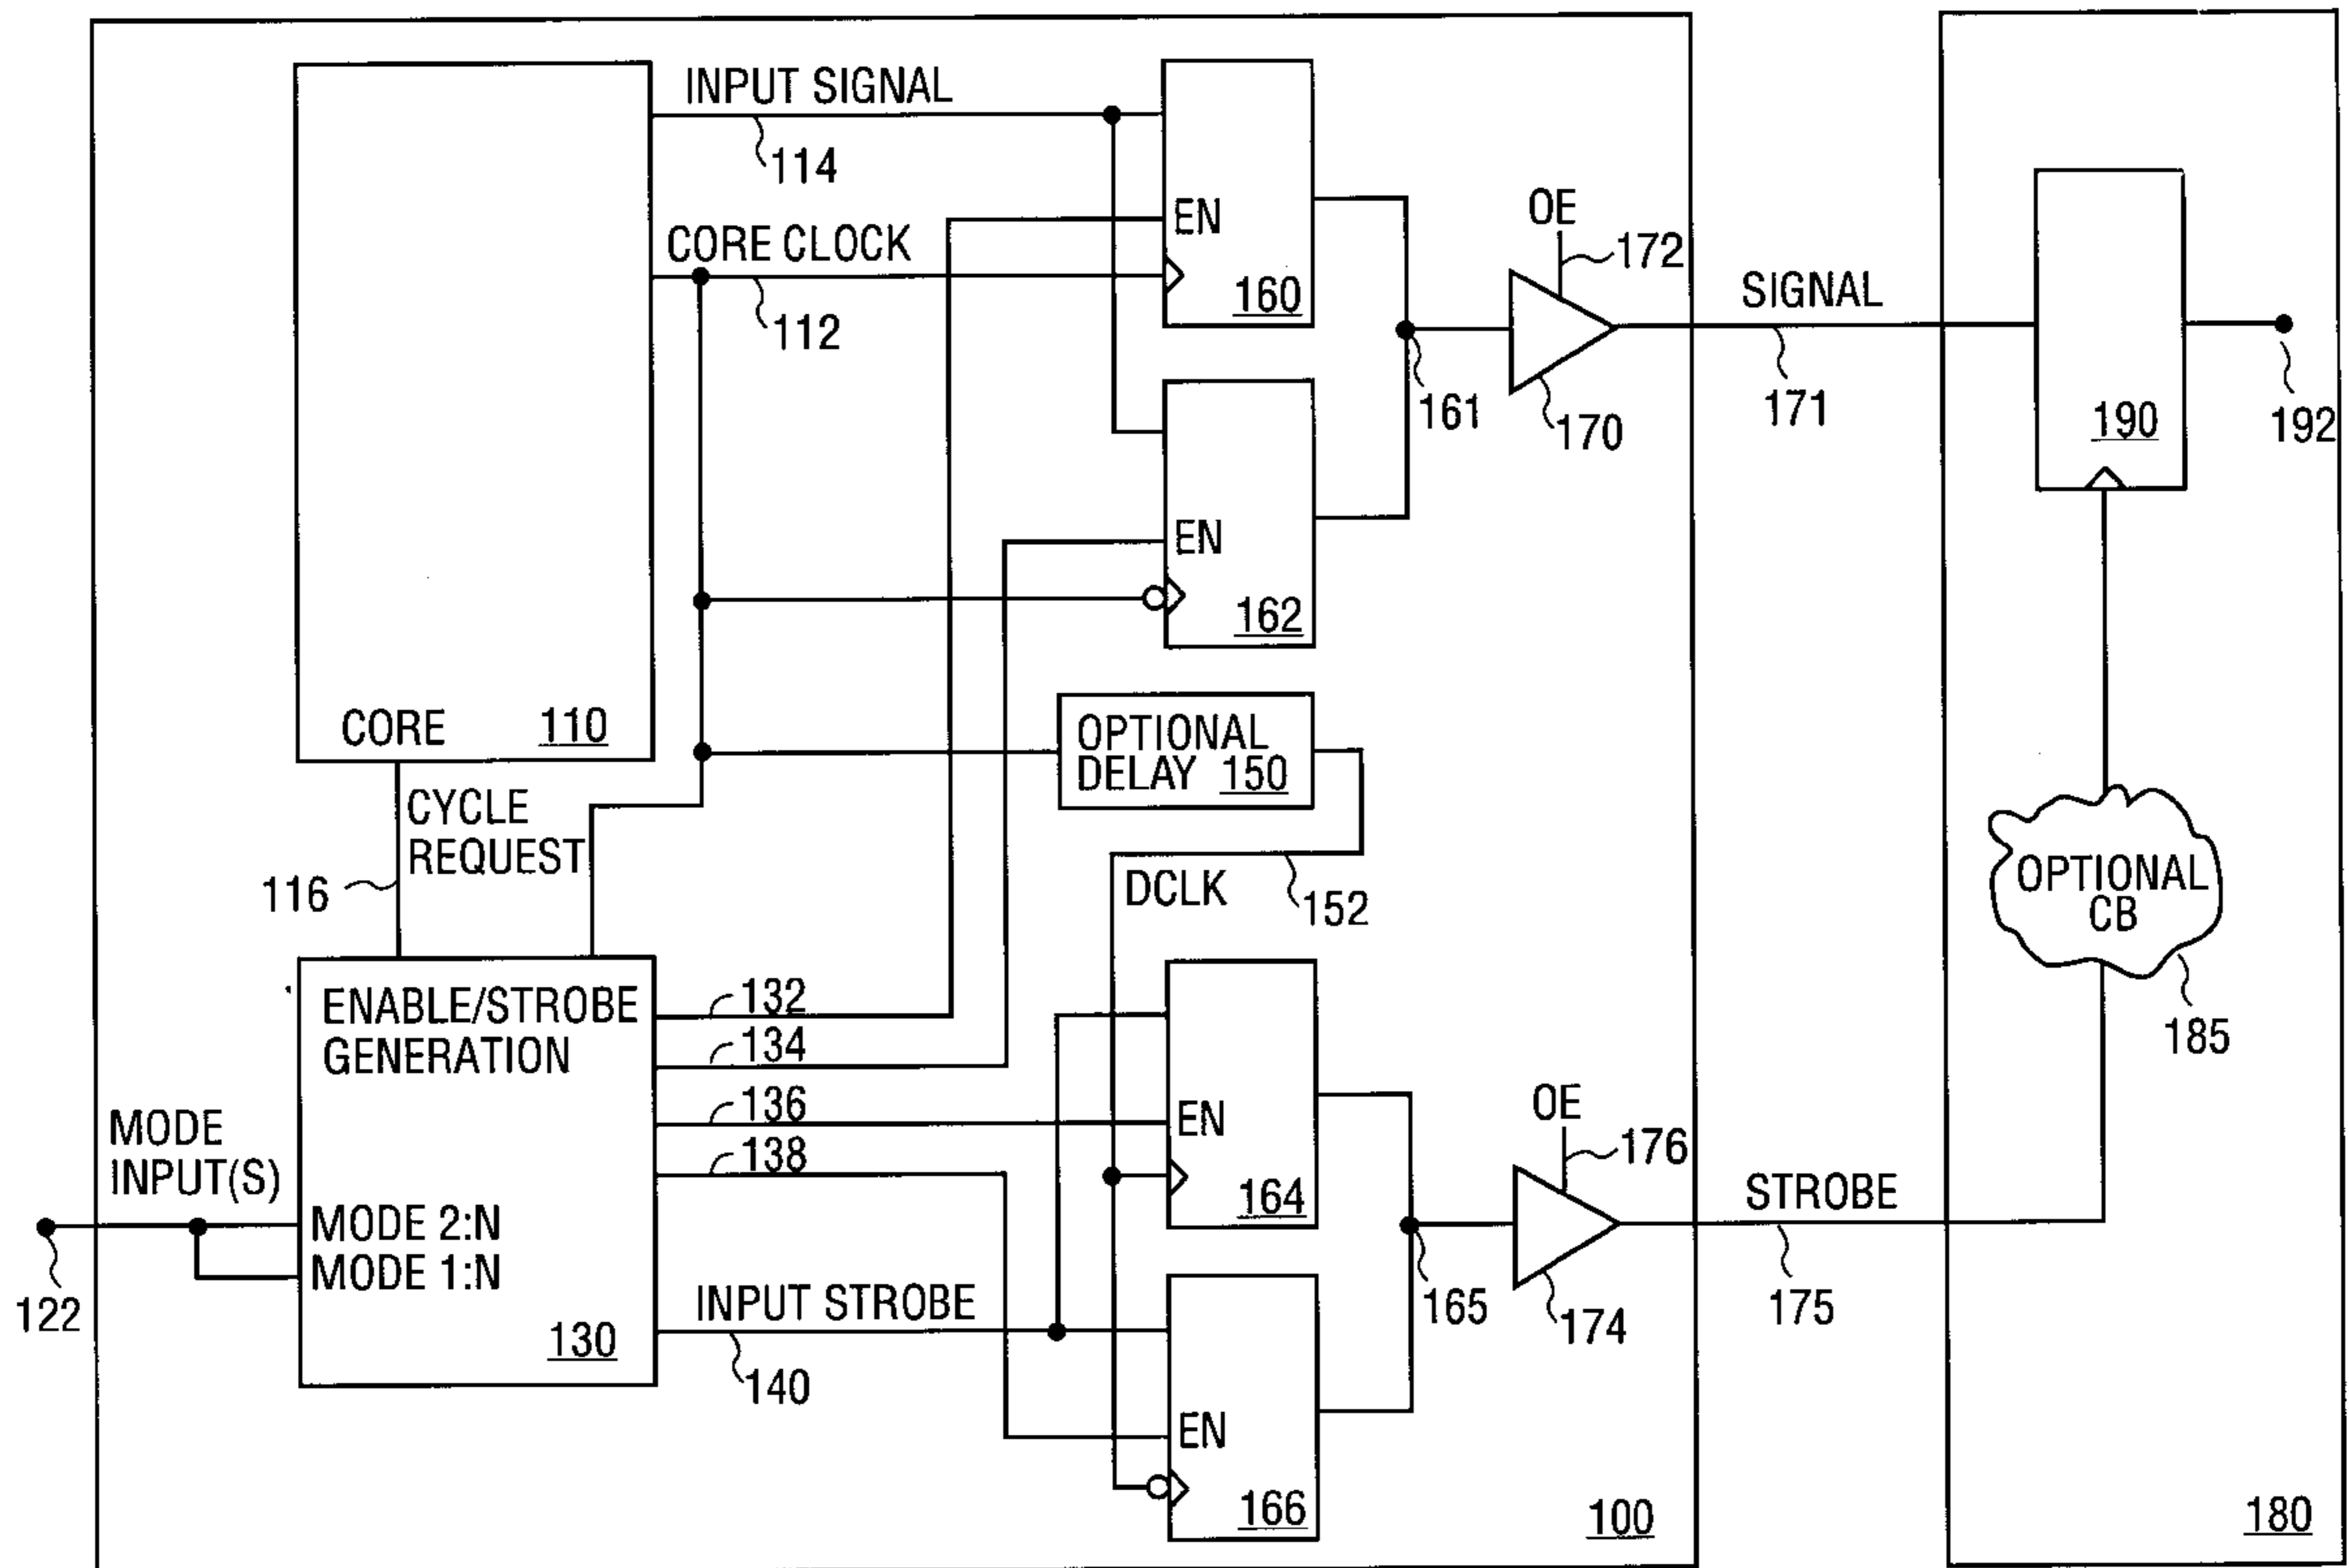 INPUT SIGNAL
114
CORE CLOCK
112
EN
160
EN
162
OE
172
170
161
SIGNAL
171
190
192
CORE 110
CYCLE
REQUEST
116
OPTIONAL
DELAY 150
DCLK
152
OPTIONAL
CB
185
ENABLE/STROBE
GENERATION
132
134
136
138
MODE
INPUT(S)
MODE 2:N
MODE 1:N
122
130
INPUT STROBE
140
EN
164
EN
166
OE
176
174
165
STROBE
175
100
180